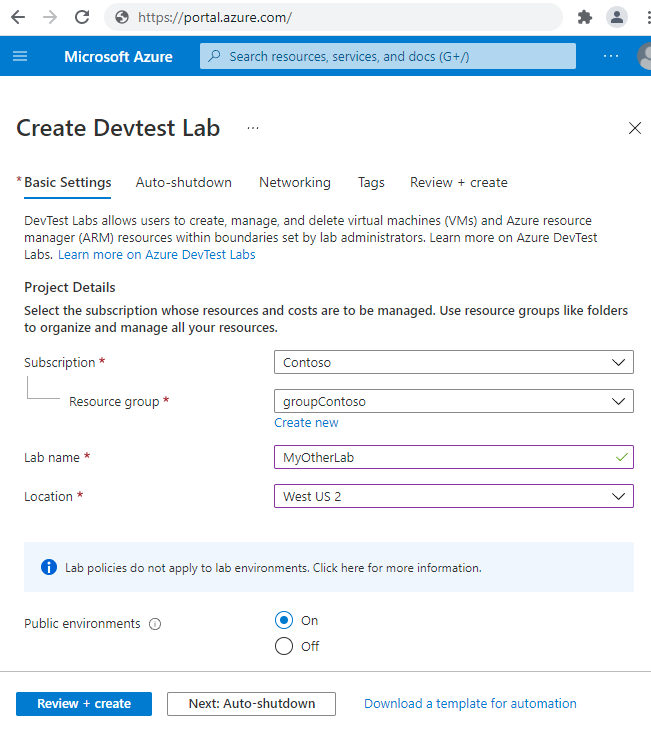 https://portal.azure.com/
Microsoft Azure
Search resources, services, and docs (G+/)
...
Create Devtest Lab
...
* Basic Settings
Auto-shutdown
Networking
Tags
Review + create
DevTest Labs allows users to create, manage, and delete virtual machines (VMs) and Azure resource
manager (ARM) resources within boundaries set by lab administrators. Learn more on Azure DevTest
Labs. Learn more on Azure DevTest Labs
Project Details
Select the subscription whose resources and costs are to be managed. Use resource groups like folders
to organize and manage all your resources.
Subscription *
Contoso
Resource group *
groupContoso
Create new
Lab name *
MyOtherLab
Location *
West US 2
Lab policies do not apply to lab environments. Click here for more information.
Public environments
On
Off
Review + create
Next: Auto-shutdown
Download a template for automation